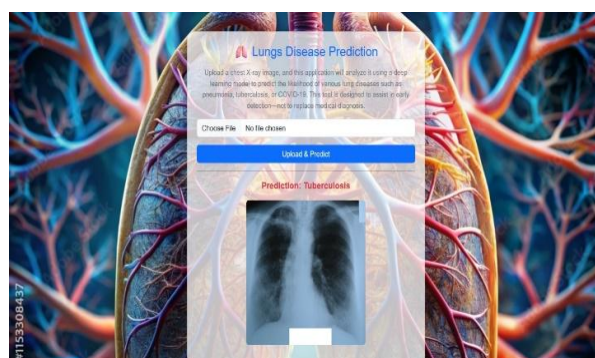 Lungs Disease Prediction
Upload a chest X-ray image, and this application will analyze it using a deep
learning model to predict the likelihood of various lung diseases such as
pneumonia, tuberculosis, or COVID-19. This tool is designed to assist in early
detection—not to replace medical diagnosis.
Choose File No file chosen
Upload & Predict
Prediction: Tuberculosis
#1153308437